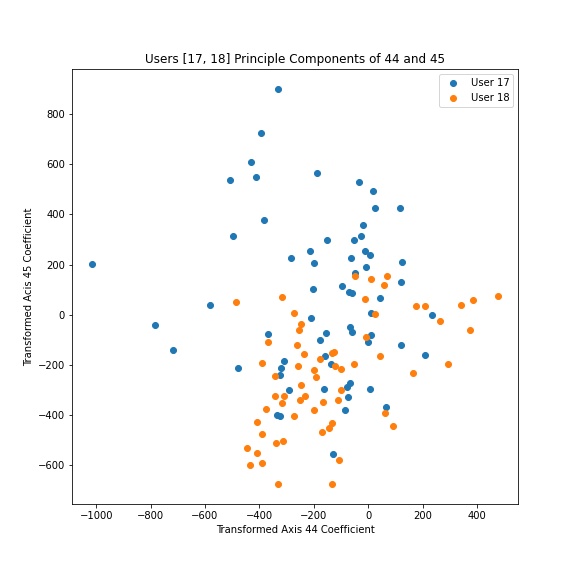 Users [17, 18] Principle Components of 44 and 45
User 17
User 18
Transformed Acis 45 Coefficient
800
600
400
200
0
−200
−400
−600
−1000 −800 −600 −400 −200 0 200 400
Transformed Axis 44 Coefficient